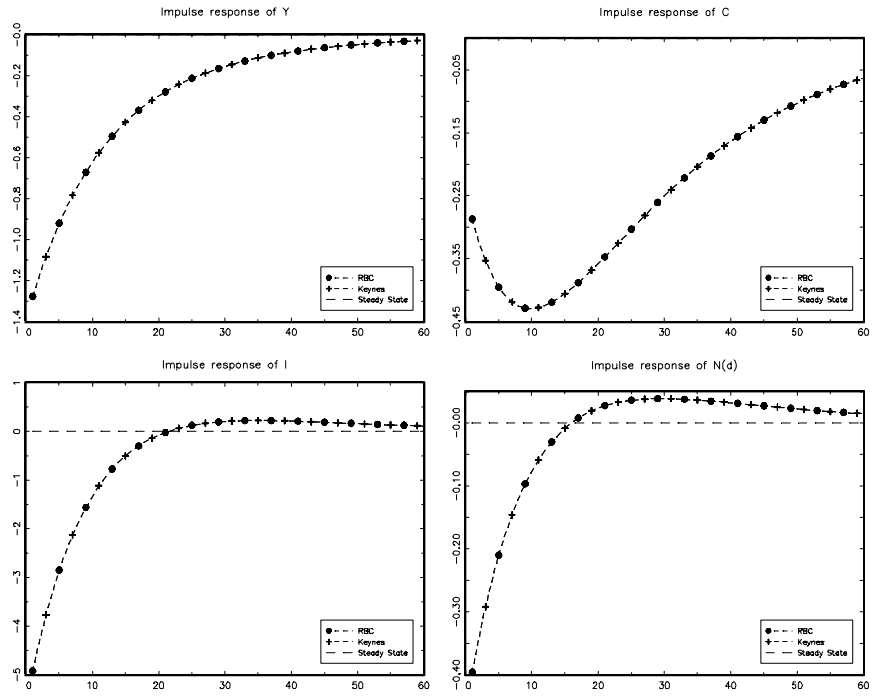 Impulse response of Y
-0.0
-0.2
-0.4
-0.6
-0.8
-1.0
-1.2
-1.4
RBC
Keynes
Steady State
0 10 20 30 40 50 60
Impulse response of C
-0.05
-0.15
-0.25
-0.35
-0.45
RBC
Keynes
Steady State
0 10 20 30 40 50 60
Impulse response of I
1
0
-1
-2
-3
-4
-5
RBC
Keynes
Steady State
0 10 20 30 40 50 60
Impulse response of N(d)
-0.00
-0.10
-0.20
-0.30
-0.40
RBC
Keynes
Steady State
0 10 20 30 40 50 60